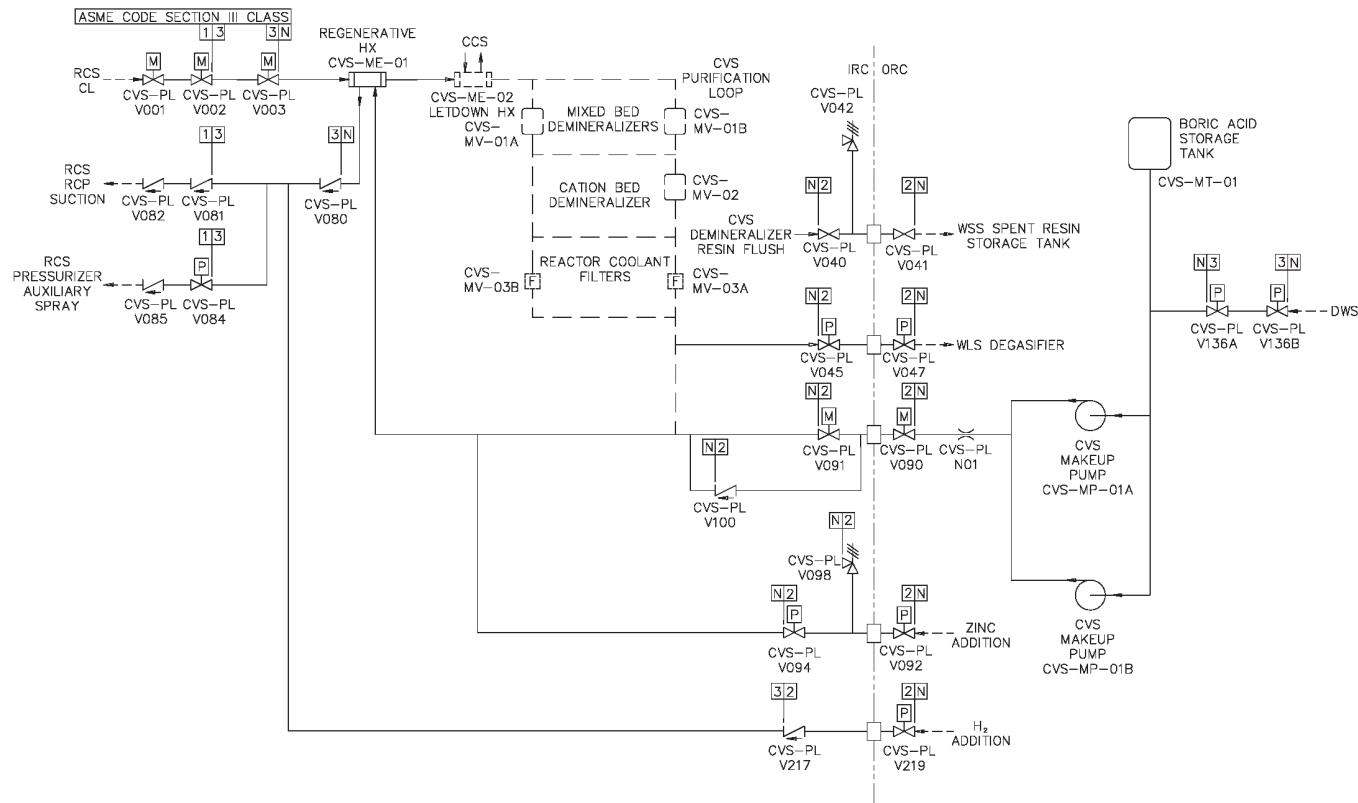 ASME CODE SECTION III CLASS
1 3
3 N
M
M
M
RCS
CL
CVS-PL
V001
CVS-PL
V002
CVS-PL
V003
REGENERATIVE
HX
CVS-ME-01
CCS
CVS-ME-02
LETDOWN HX
CVS
PURIFICATION
LOOP
CVS-
MV-01A
MIXED BED
DEMINERALIZERS
CVS-
MV-01B
CATION BED
DEMINERALIZER
CVS-
MV-02
REACTOR COOLANT
FILTERS
CVS-
MV-03B
F
F
CVS-
MV-03A
1 3
3 N
RCS
RCP
SUCTION
CVS-PL
V082
CVS-PL
V081
CVS-PL
V080
1 3
P
RCS
PRESSURIZER
AUXILIARY
SPRAY
CVS-PL
V085
CVS-PL
V084
IRC
ORC
CVS-PL
V042
N 2
2 N
CVS
DEMINERALIZER
RESIN FLUSH
CVS-PL
V040
CVS-PL
V041
WSS SPENT RESIN
STORAGE TANK
N 2
2 N
P
P
CVS-PL
V045
CVS-PL
V047
WLS DEGASIFIER
N 2
2 N
M
M
CVS-PL
V091
CVS-PL
V090
CVS-PL
N01
N 2
CVS-PL
V100
BORIC ACID
STORAGE
TANK
CVS-MT-01
N 3
3 N
P
P
CVS-PL
V136A
CVS-PL
V136B
DWS
CVS
MAKEUP
PUMP
CVS-MP-01A
CVS
MAKEUP
PUMP
CVS-MP-01B
N 2
CVS-PL
V098
N 2
2 N
P
P
CVS-PL
V094
CVS-PL
V092
ZINC
ADDITION
3 2
2 N
P
CVS-PL
V217
CVS-PL
V219
H₂
ADDITION